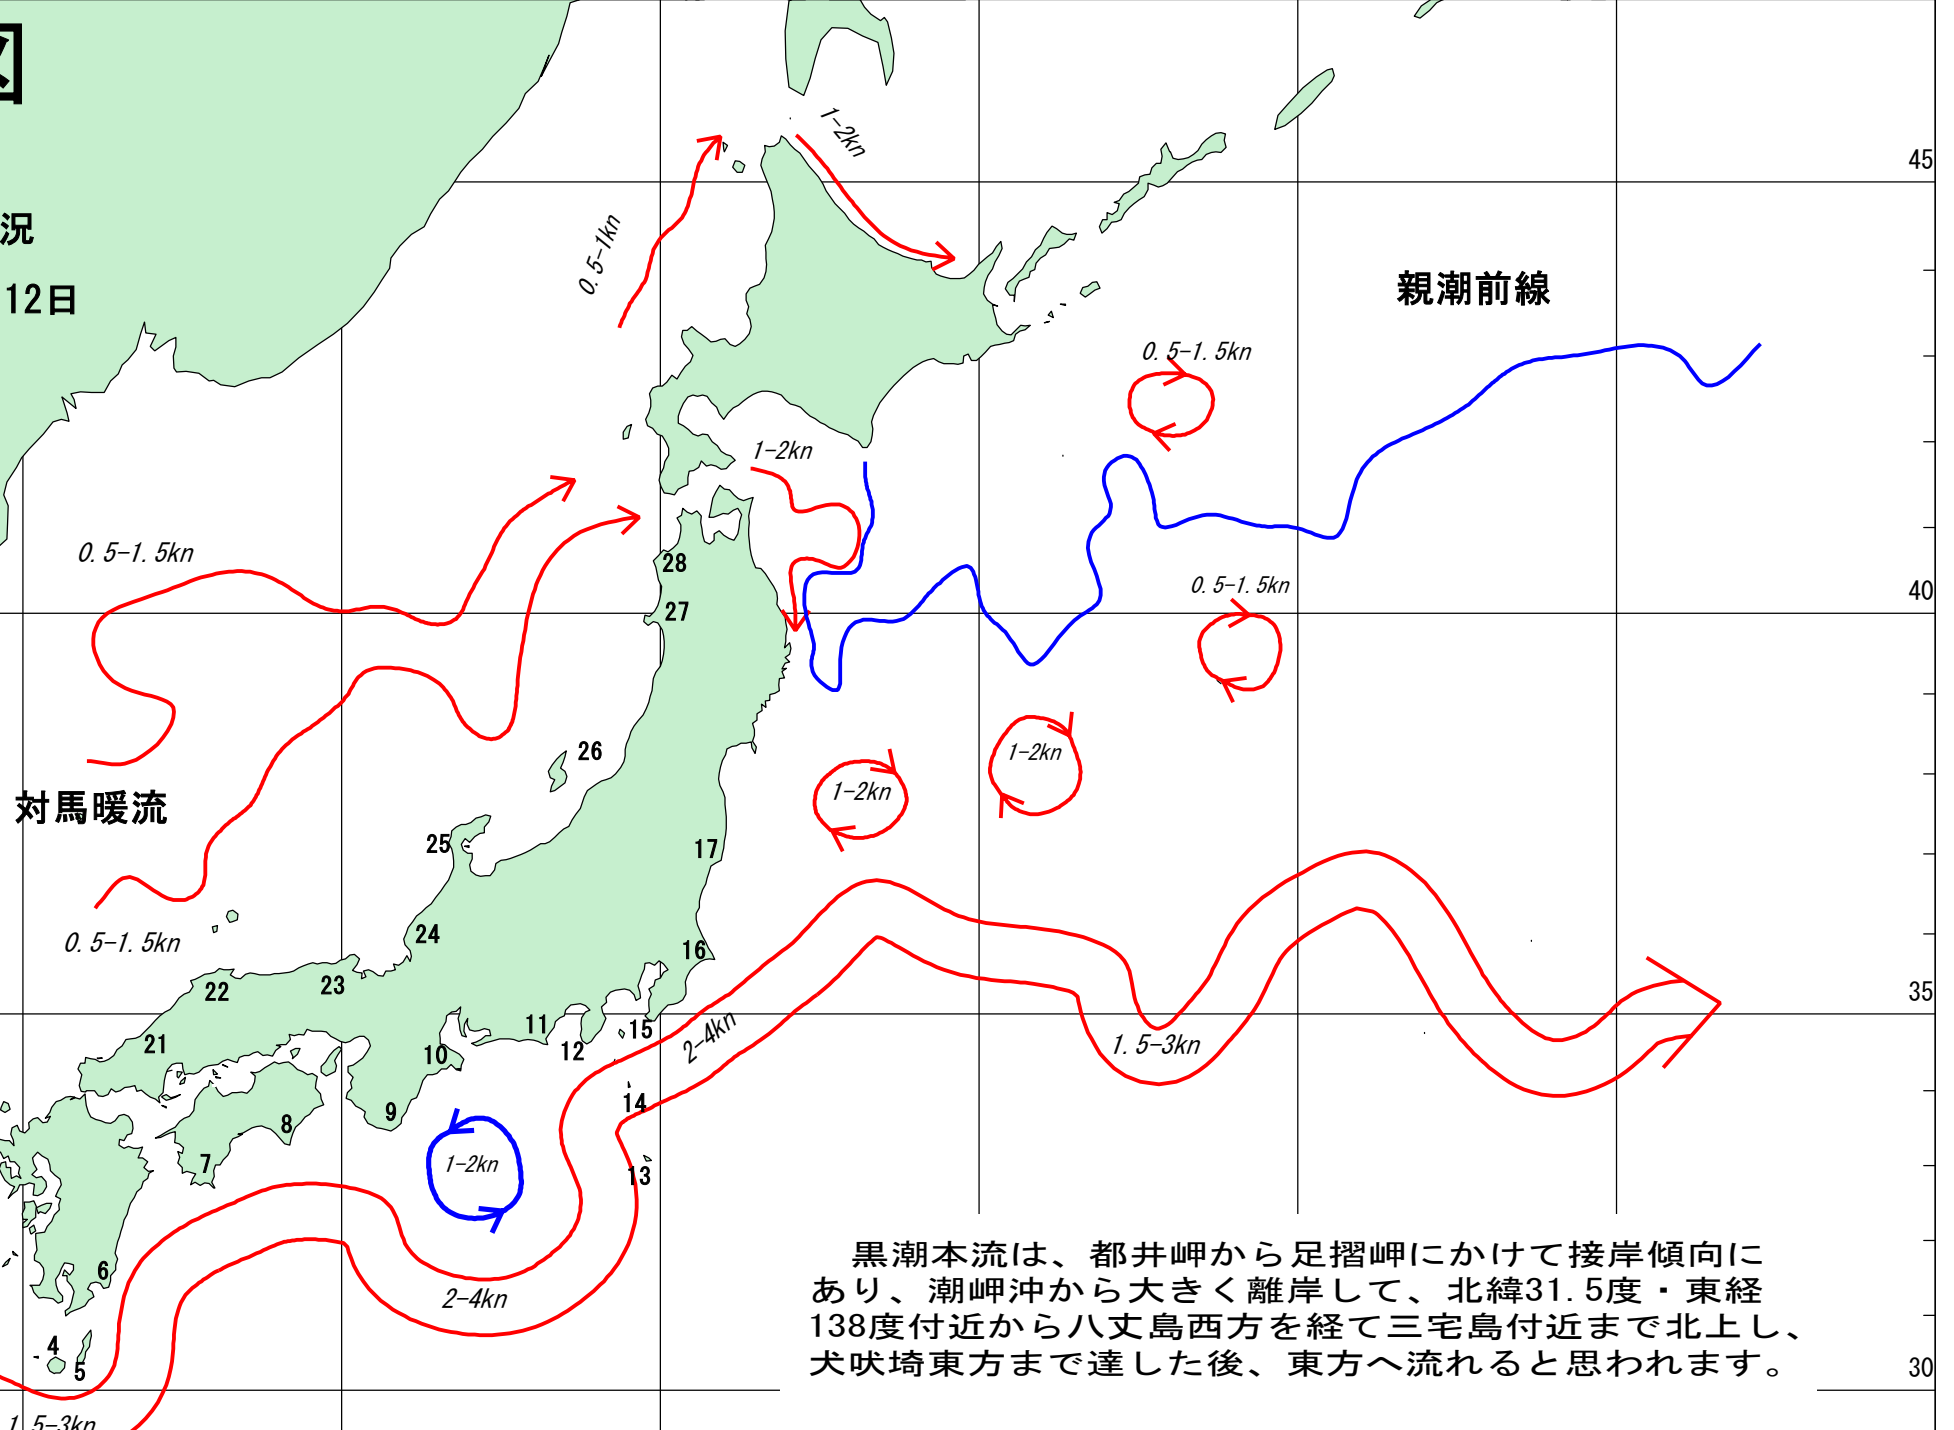 図
況
12日
1-2kn
45
0.5-1kn
親潮前線
0.5-1.5kn
1-2kn
0.5-1.5kn
28
0.5-1.5kn
40
27
26
1-2kn
1-2kn
対馬暖流
25
17
24
0.5-1.5kn
16
23
22
35
11
15
2-4kn
21
12
10
1.5-3kn
14
9
8
7
1-2kn
13
6
2-4kn
黒潮本流は、都井岬から足摺岬にかけて接岸傾向に
あり、潮岬沖から大きく離岸して、北緯31.5度・東経
138度付近から八丈島西方を経て三宅島付近まで北上し、
犬吠埼東方まで達した後、東方へ流れると思われます。
4
5
30
1.5-3kn